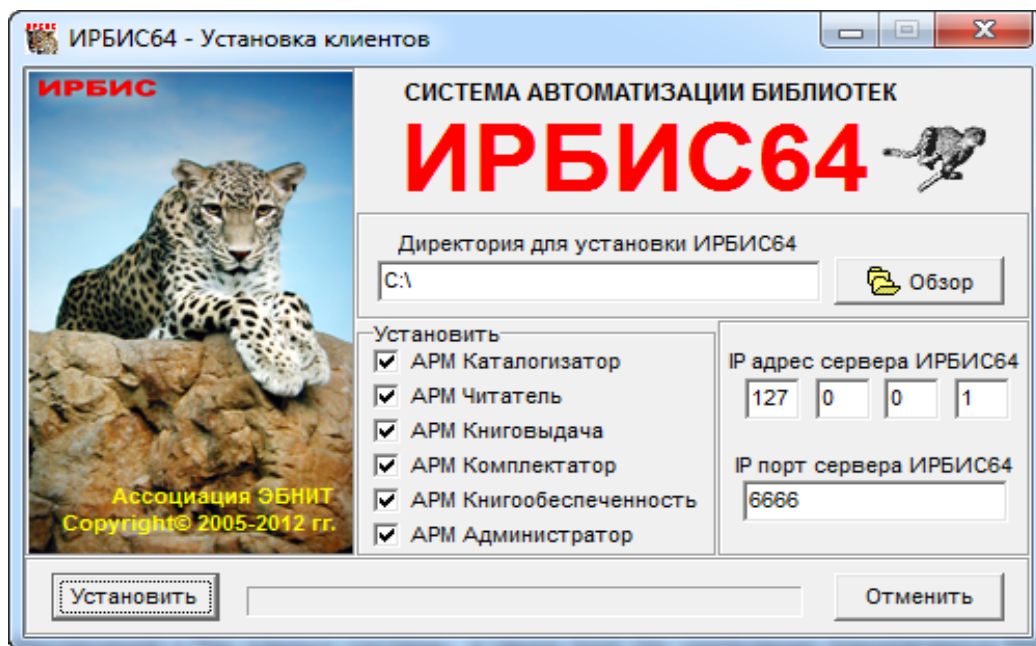 ИРБИС64 - Установка клиентов
ИРБИС
СИСТЕМА АВТОМАТИЗАЦИИ БИБЛИОТЕК
ИРБИС64
Директория для установки ИРБИС64
C:\
Обзор
Установить
АРМ Каталогизатор
АРМ Читатель
АРМ Книговыдача
АРМ Комплектатор
АРМ Книгообеспеченность
АРМ Администратор
IP адрес сервера ИРБИС64
127 0 0 1
IP порт сервера ИРБИС64
6666
Ассоциация ЭБНИТ
Copyright© 2005-2012 гг.
Установить
Отменить